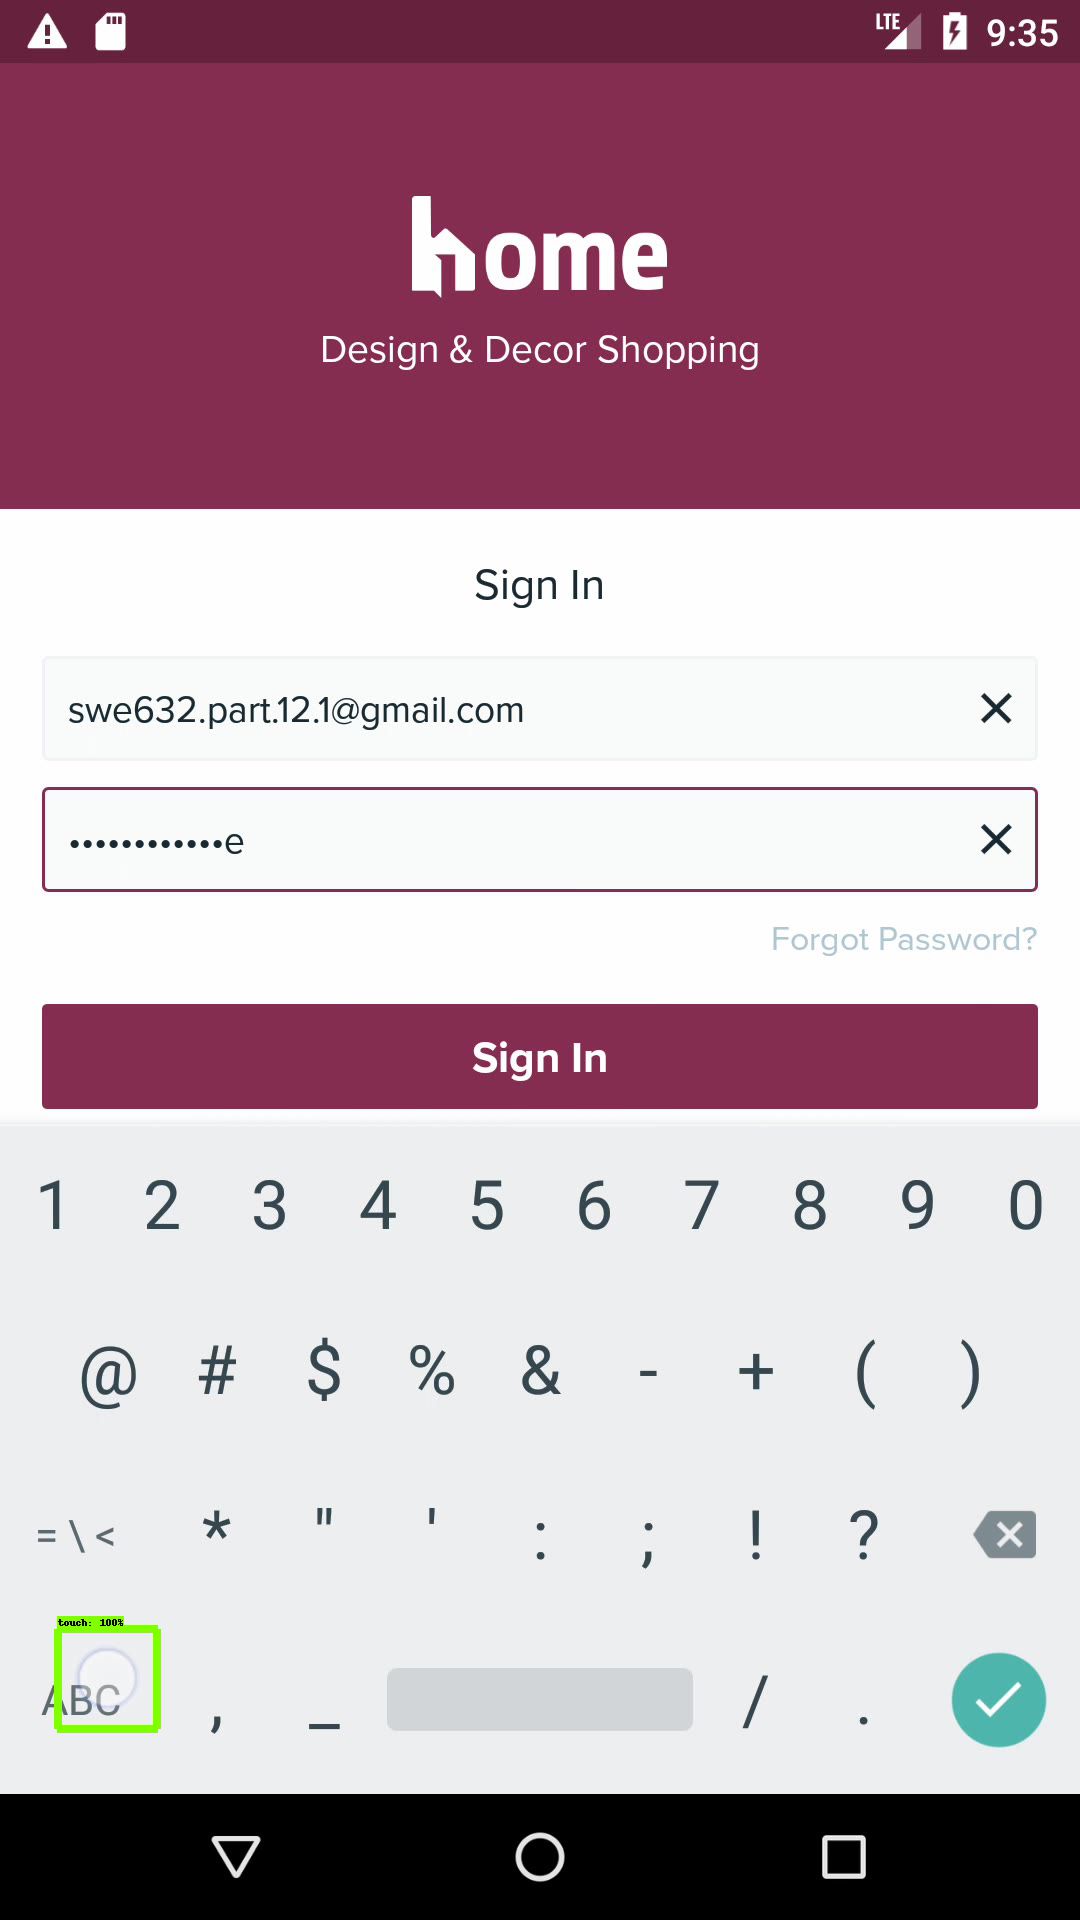 LTE 9:35
home
Design & Decor Shopping
Sign In
swe632.part.12.1@gmail.com
••••••••••••e
Forgot Password?
Sign In
1 2 3 4 5 6 7 8 9 0
@ # $ % & - + ( )
= \ < * " ' : ; ! ?
touch: 100%
ABC , _ / .